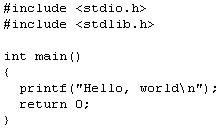 #include <stdio.h>
#include <stdlib.h>

int main()
{
  printf("Hello, world\n");
  return 0;
}